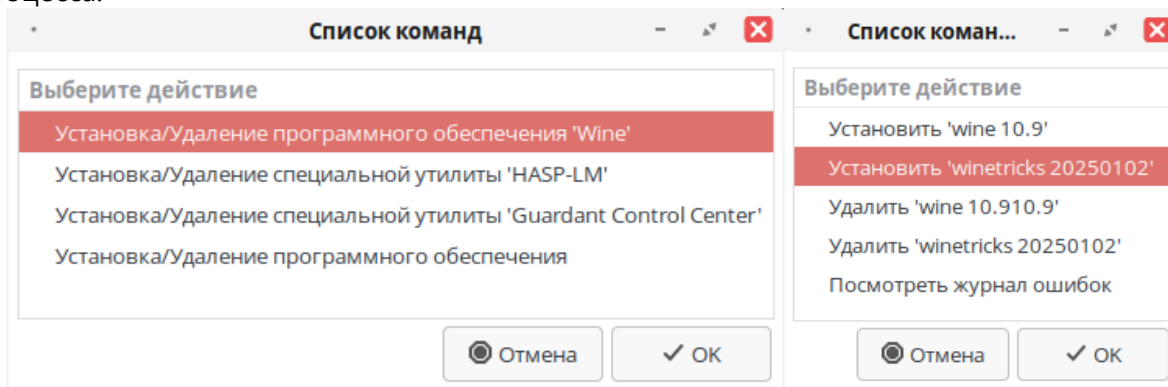 Список команд
Выберите действие
Установка/Удаление программного обеспечения 'Wine'
Установка/Удаление специальной утилиты 'HASP-LM'
Установка/Удаление специальной утилиты 'Guardant Control Center'
Установка/Удаление программного обеспечения
Отмена
OK
Список коман...
Выберите действие
Установить 'wine 10.9'
Установить 'winetricks 20250102'
Удалить 'wine 10.910.9'
Удалить 'winetricks 20250102'
Посмотреть журнал ошибок
Отмена
OK